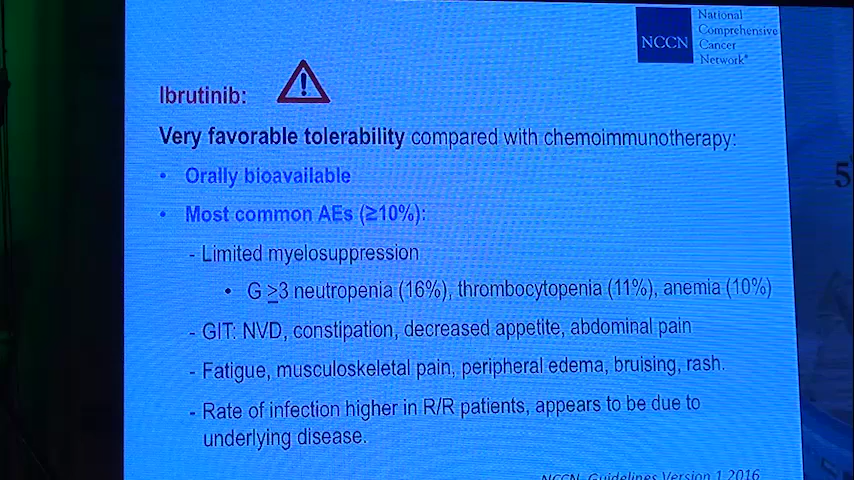 NCCN
National
Comprehensive
Cancer
Network®
Ibrutinib:
Very favorable tolerability compared with chemoimmunotherapy:
• Orally bioavailable
• Most common AEs (≥10%):
- Limited myelosuppression
• G ≥3 neutropenia (16%), thrombocytopenia (11%), anemia (10%)
- GIT: NVD, constipation, decreased appetite, abdominal pain
- Fatigue, musculoskeletal pain, peripheral edema, bruising, rash.
- Rate of infection higher in R/R patients, appears to be due to
underlying disease.
NCCN Guidelines Version 1.2016
5